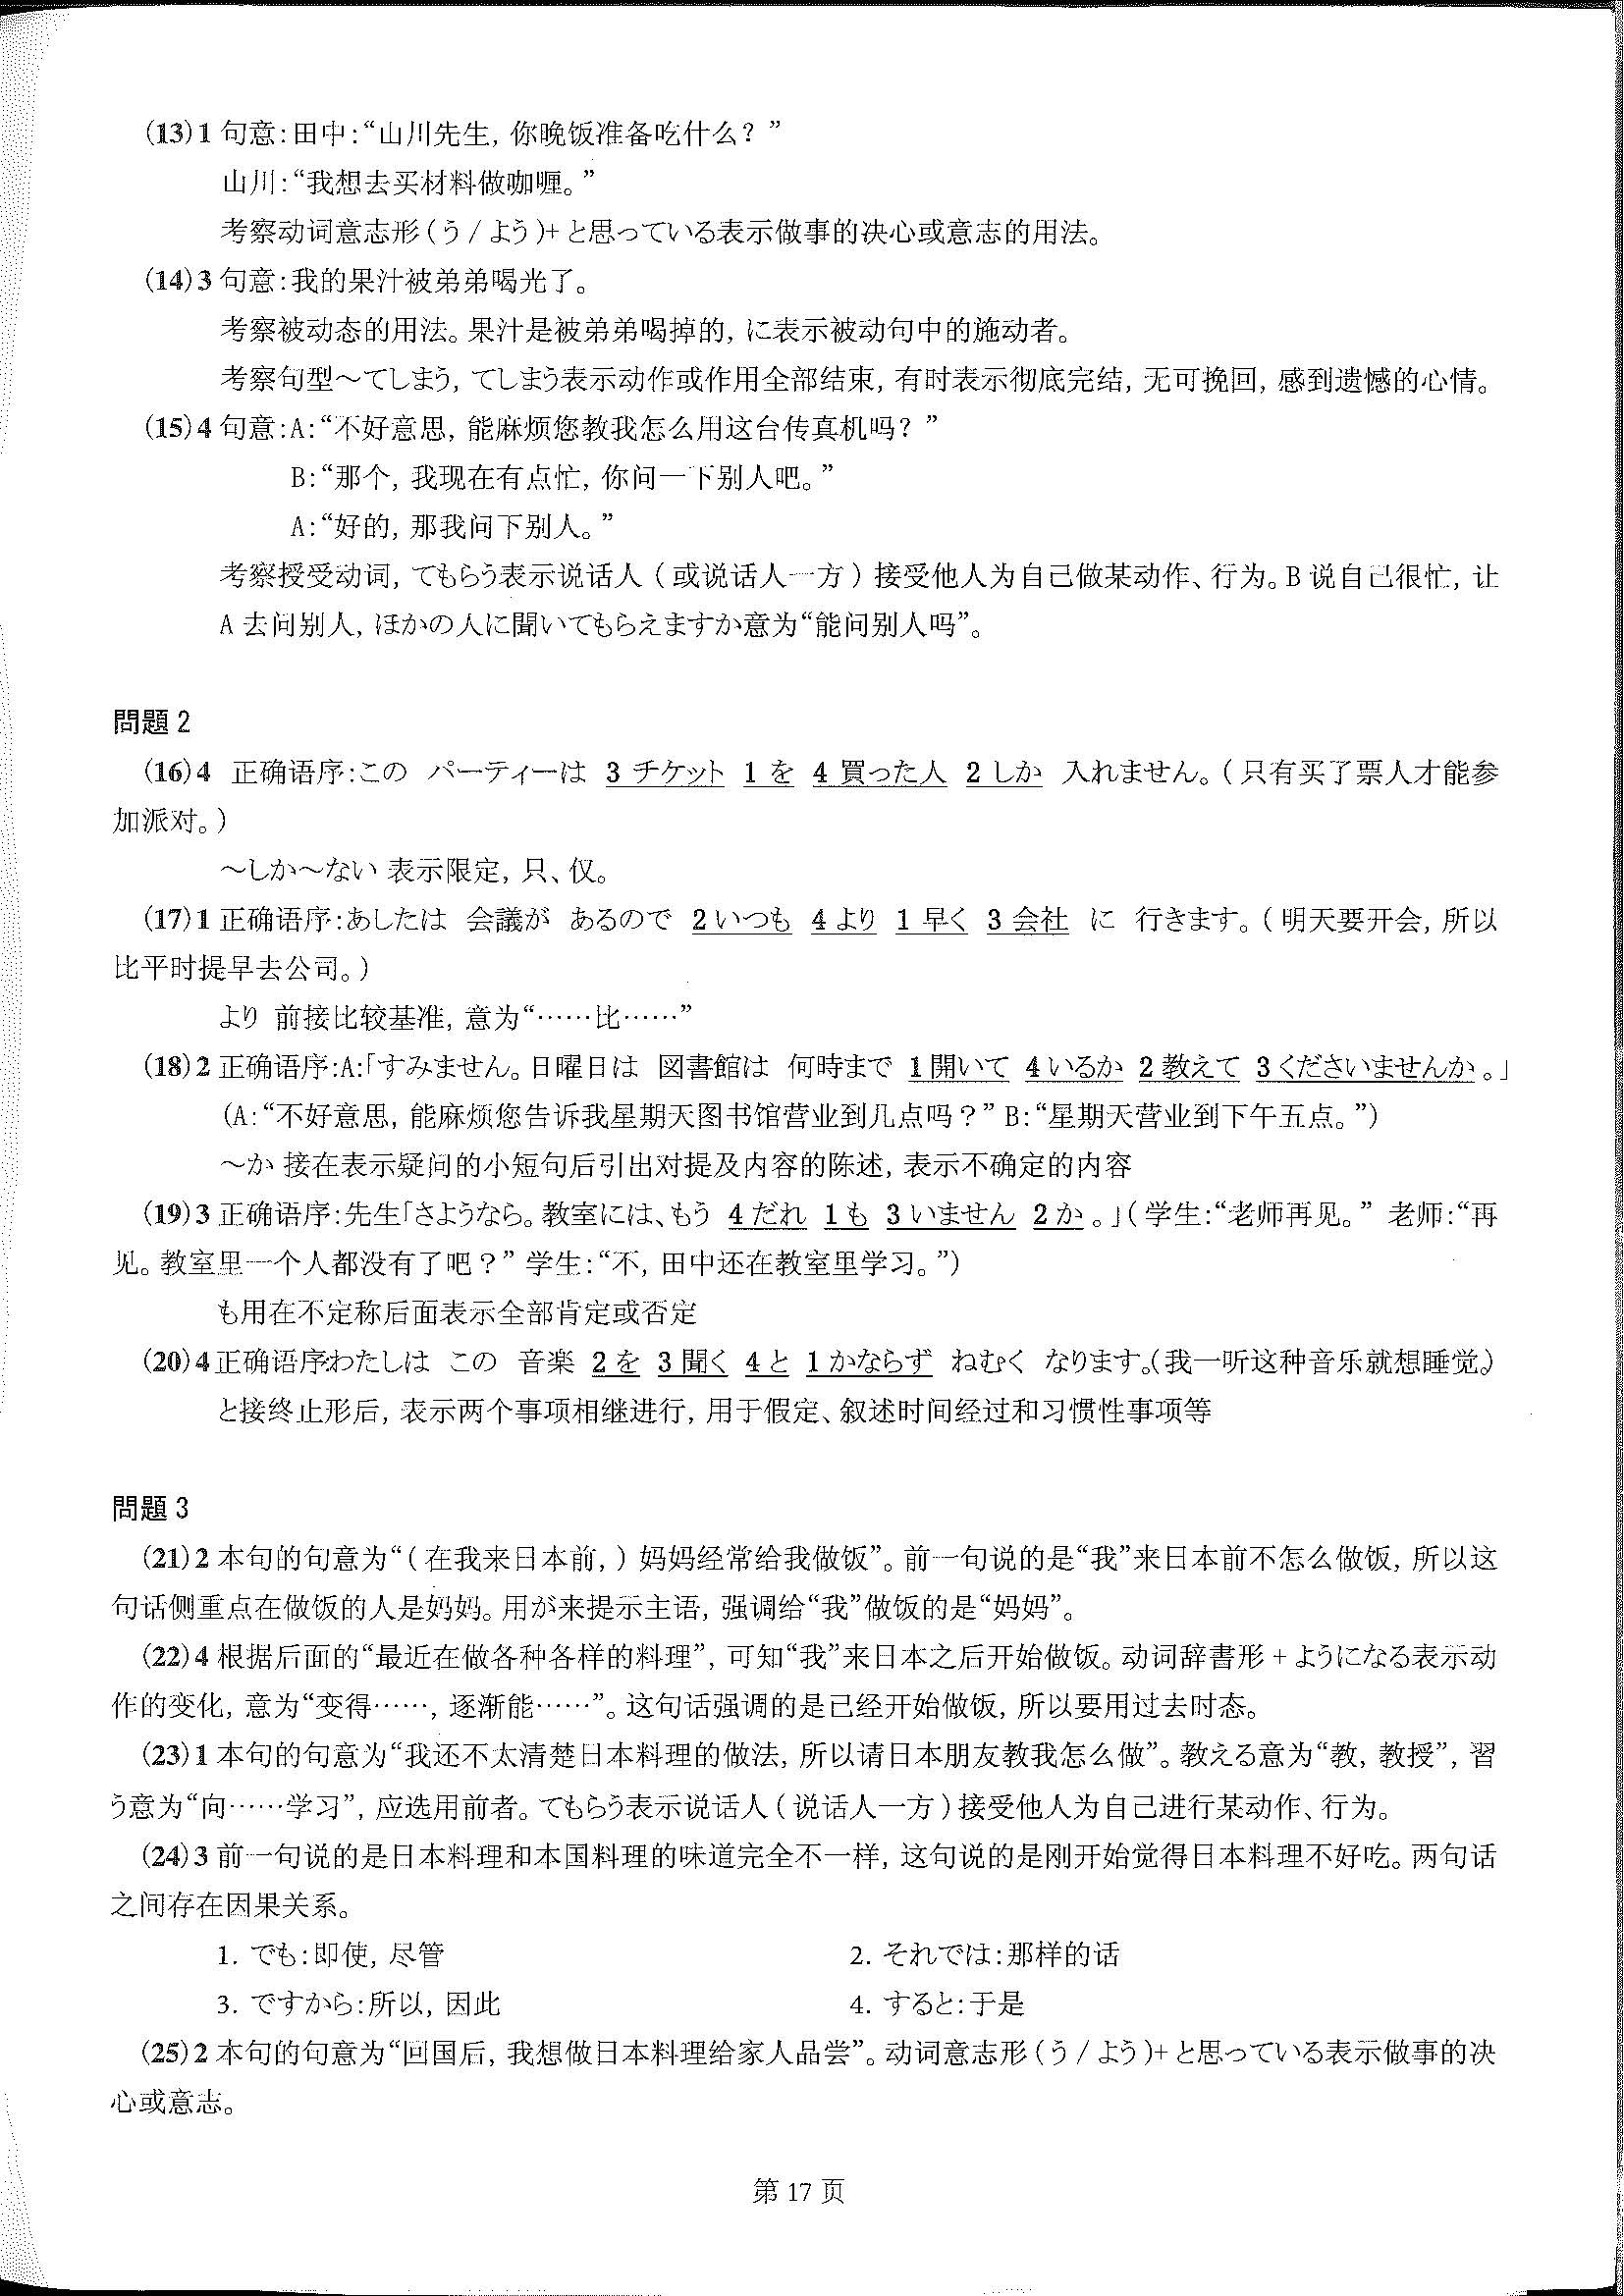 (13)1 句意:田中:“山川先生, 你晚饭准备吃什么？”
山川:“我想去买材料做咖喱。”
考察动词意志形(う/よう)+と思っている表示做事的决心或意志的用法。
(14)3 句意:我的果汁被弟弟喝光了。
考察被动态的用法。果汁是被弟弟喝掉的, に表示被动句中的施动者。
考察句型～てしまう, てしまう表示动作或作用全部结束, 有时表示彻底完结, 无可挽回, 感到遗憾的心情。
(15)4 句意:A:“不好意思, 能麻烦您教我怎么用这台传真机吗？”
B:“那个, 我现在有点忙, 你问一下别人吧。”
A:“好的, 那我问下别人。”
考察授受动词, てもらう表示说话人(或说话人一方)接受他人为自己做某动作、行为。B 说自己很忙, 让
A 去问别人, ほかの人に聞いてもらえますか意为“能问别人吗”。
問題 2
(16)4 正确语序:この パーティーは 3 チケット 1 を 4 買った人 2 しか 入れません。(只有买了票人才能参
加派对。)
～しか～ない 表示限定, 只、仅。
(17)1 正确语序:あしたは 会議が あるので 2 いつも 4 より 1 早く 3 会社 に 行きます。(明天要开会, 所以
比平时提早去公司。)
より 前接比较基准, 意为“……比……”
(18)2 正确语序:A:「すみません。日曜日は 図書館は 何時まで 1 開いて 4 いるか 2 教えて 3 くださいませんか。」
(A:“不好意思, 能麻烦您告诉我星期天图书馆营业到几点吗？” B:“星期天营业到下午五点。”)
～か 接在表示疑问的小短句后引出对提及内容的陈述, 表示不确定的内容
(19)3 正确语序:先生「さようなら。教室には、もう 4 だれ 1 も 3 いません 2 か。」(学生:“老师再见。” 老师:“再
见。教室里一个人都没有了吧？” 学生:“不, 田中还在教室里学习。”)
も用在不定称后面表示全部肯定或否定
(20)4 正确语序:わたしは この 音楽 2 を 3 聞く 4 と 1 かならず ねむく なります。(我一听这种音乐就想睡觉。)
と接终止形后, 表示两个事项相继进行, 用于假定、叙述时间经过和习惯性事项等
問題 3
(21)2 本句的句意为“(在我来日本前,)妈妈经常给我做饭”。前一句说的是“我”来日本前不怎么做饭, 所以这
句话侧重点在做饭的人是妈妈。用が来提示主语, 强调给“我”做饭的是“妈妈”。
(22)4 根据后面的“最近在做各种各样的料理”, 可知“我”来日本之后开始做饭。动词辞書形+ようになる表示动
作的变化, 意为“变得……, 逐渐能……”。这句话强调的是已经开始做饭, 所以要用过去时态。
(23)1 本句的句意为“我还不太清楚日本料理的做法, 所以请日本朋友教我怎么做”。教える意为“教, 教授”, 習
う意为“向……学习”, 应选用前者。てもらう表示说话人(说话人一方)接受他人为自己进行某动作、行为。
(24)3 前一句说的是日本料理和本国料理的味道完全不一样, 这句说的是刚开始觉得日本料理不好吃。两句话
之间存在因果关系。
1. でも:即使, 尽管 2. それでは:那样的话
3. ですから:所以, 因此 4. すると:于是
(25)2 本句的句意为“回国后, 我想做日本料理给家人品尝”。动词意志形(う/よう)+と思っている表示做事的决
心或意志。
第 17 页